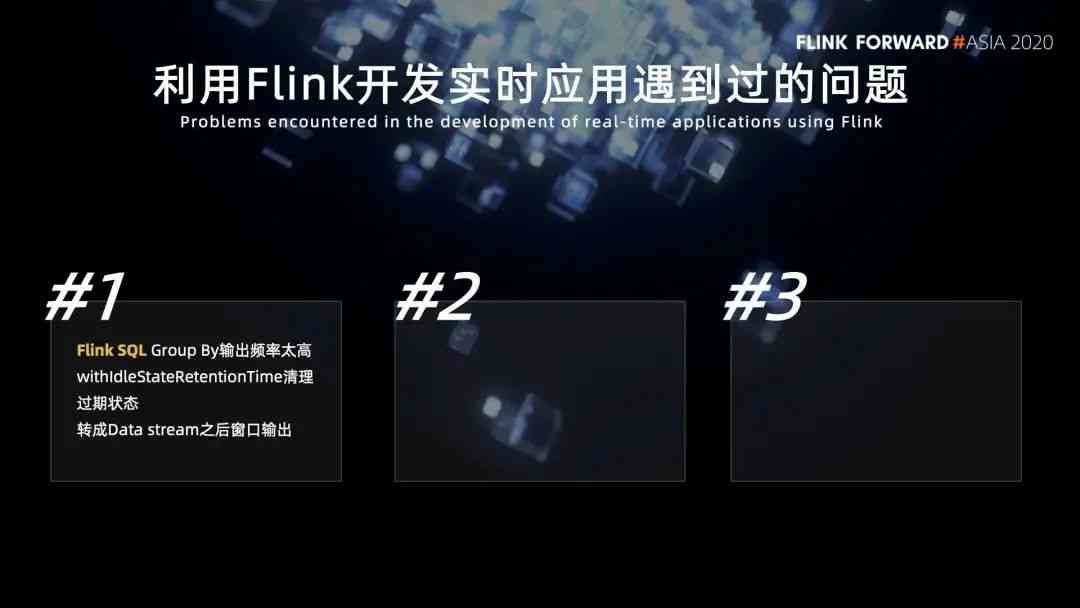 FLINK FORWARD #ASIA 2020
利用Flink开发实时应用遇到过的问题
Problems encountered in the development of real-time applications using Flink
#1
Flink SQL Group By输出频率太高
withIdleStateRetentionTime清理
过期状态
转成Data stream之后窗口输出
#2
#3